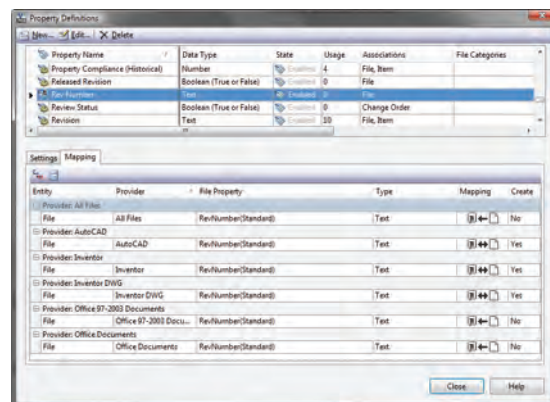 Property Definitions
New... Edit... Delete
Property Name Data Type State Usage Associations File Categories
Property Compliance (Historical) Number Enabled 4 File, Item
Released Revision Boolean (True or False) Enabled 0 File
Rev Number Text Enabled 0 File
Review Status Boolean (True or False) Enabled 0 Change Order
Revision Text Enabled 10 File, Item
Settings Mapping
Entity Provider File Property Type Mapping Create
Provider: All Files
File All Files RevNumber(Standard) Text No
Provider: AutoCAD
File AutoCAD RevNumber(Standard) Text Yes
Provider: Inventor
File Inventor RevNumber(Standard) Text Yes
Provider: Inventor DWG
File Inventor DWG RevNumber(Standard) Text Yes
Provider: Office 97-2003 Documents
File Office 97-2003 Docu... RevNumber(Standard) Text No
Provider: Office Documents
File Office Documents RevNumber(Standard) Text No
Close Help